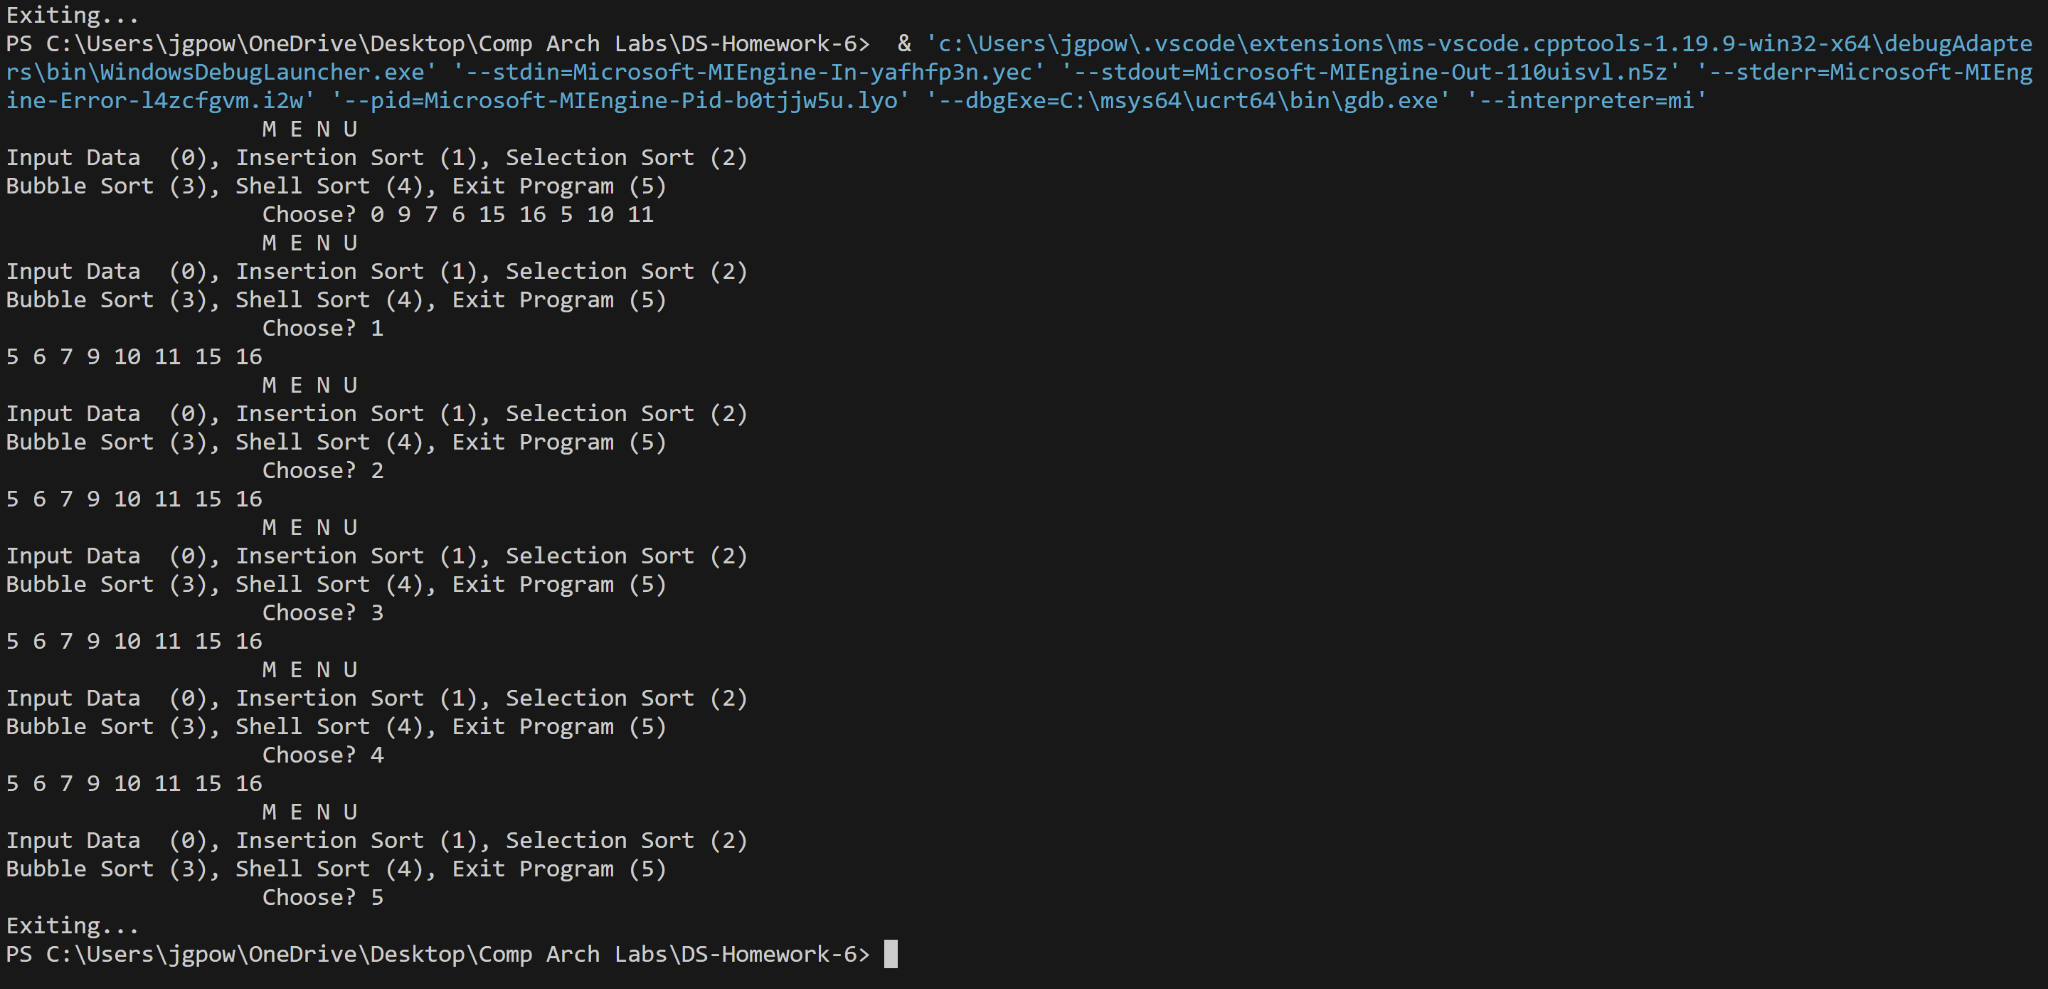 Exiting...
PS C:\Users\jgpow\OneDrive\Desktop\Comp Arch Labs\DS-Homework-6>  & 'c:\Users\jgpow\.vscode\extensions\ms-vscode.cpptools-1.19.9-win32-x64\debugAdapte
rs\bin\WindowsDebugLauncher.exe' '--stdin=Microsoft-MIEngine-In-yafhfp3n.yec' '--stdout=Microsoft-MIEngine-Out-110uisvl.n5z' '--stderr=Microsoft-MIEng
ine-Error-l4zcfgvm.i2w' '--pid=Microsoft-MIEngine-Pid-b0tjjw5u.lyo' '--dbgExe=C:\msys64\ucrt64\bin\gdb.exe' '--interpreter=mi'
                   M E N U
Input Data  (0), Insertion Sort (1), Selection Sort (2)
Bubble Sort (3), Shell Sort (4), Exit Program (5)
                   Choose? 0 9 7 6 15 16 5 10 11
                   M E N U
Input Data  (0), Insertion Sort (1), Selection Sort (2)
Bubble Sort (3), Shell Sort (4), Exit Program (5)
                   Choose? 1
5 6 7 9 10 11 15 16
                   M E N U
Input Data  (0), Insertion Sort (1), Selection Sort (2)
Bubble Sort (3), Shell Sort (4), Exit Program (5)
                   Choose? 2
5 6 7 9 10 11 15 16
                   M E N U
Input Data  (0), Insertion Sort (1), Selection Sort (2)
Bubble Sort (3), Shell Sort (4), Exit Program (5)
                   Choose? 3
5 6 7 9 10 11 15 16
                   M E N U
Input Data  (0), Insertion Sort (1), Selection Sort (2)
Bubble Sort (3), Shell Sort (4), Exit Program (5)
                   Choose? 4
5 6 7 9 10 11 15 16
                   M E N U
Input Data  (0), Insertion Sort (1), Selection Sort (2)
Bubble Sort (3), Shell Sort (4), Exit Program (5)
                   Choose? 5
Exiting...
PS C:\Users\jgpow\OneDrive\Desktop\Comp Arch Labs\DS-Homework-6>